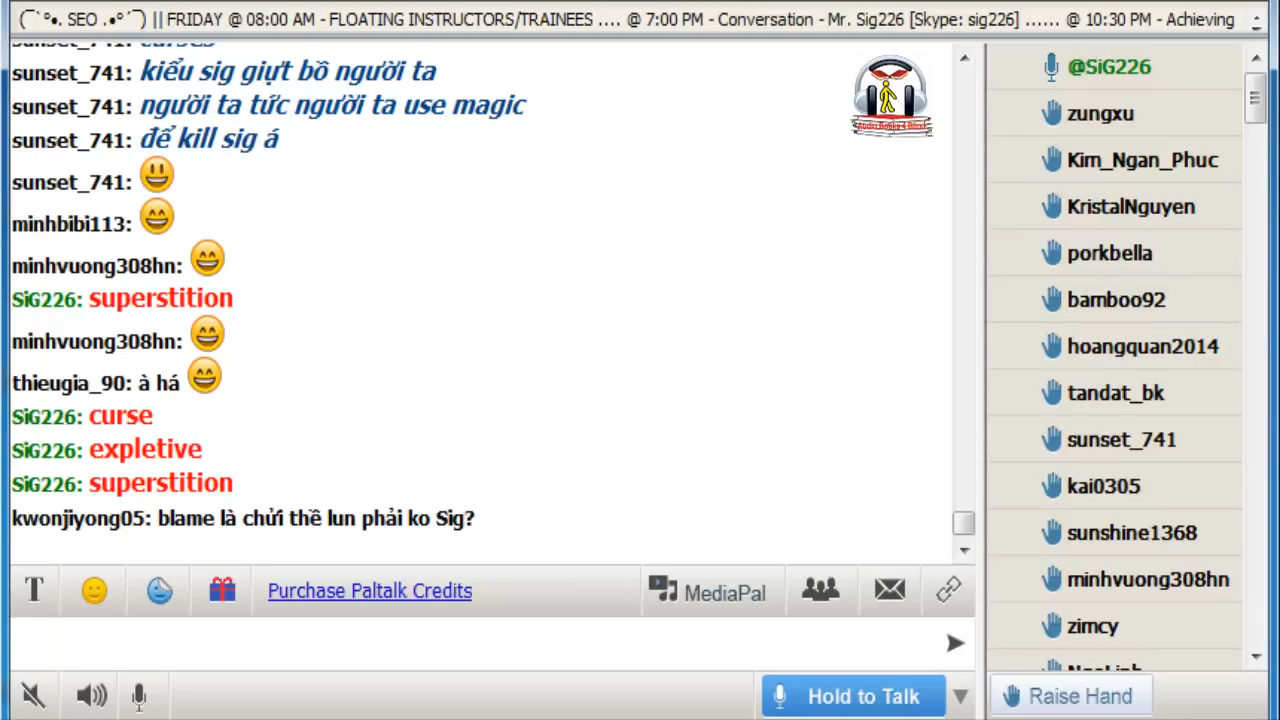 (¯`°•. SEO .•°´¯) || FRIDAY @ 08:00 AM - FLOATING INSTRUCTORS/TRAINEES .... @ 7:00 PM - Conversation - Mr. Sig226 [Skype: sig226] ...... @ 10:30 PM - Achieving
sunset_741: curses
sunset_741: kiểu sig giựt bồ người ta
sunset_741: người ta tức người ta use magic
sunset_741: để kill sig á
sunset_741:
minhbibi113:
minhvuong308hn:
SiG226: superstition
minhvuong308hn:
thieugia_90: à há
SiG226: curse
SiG226: expletive
SiG226: superstition
kwonjiyong05: blame là chửi thề lun phải ko Sig?
T
Purchase Paltalk Credits
MediaPal
Hold to Talk
@SiG226
zungxu
Kim_Ngan_Phuc
KristalNguyen
porkbella
bamboo92
hoangquan2014
tandat_bk
sunset_741
kai0305
sunshine1368
minhvuong308hn
zimcy
Raise Hand